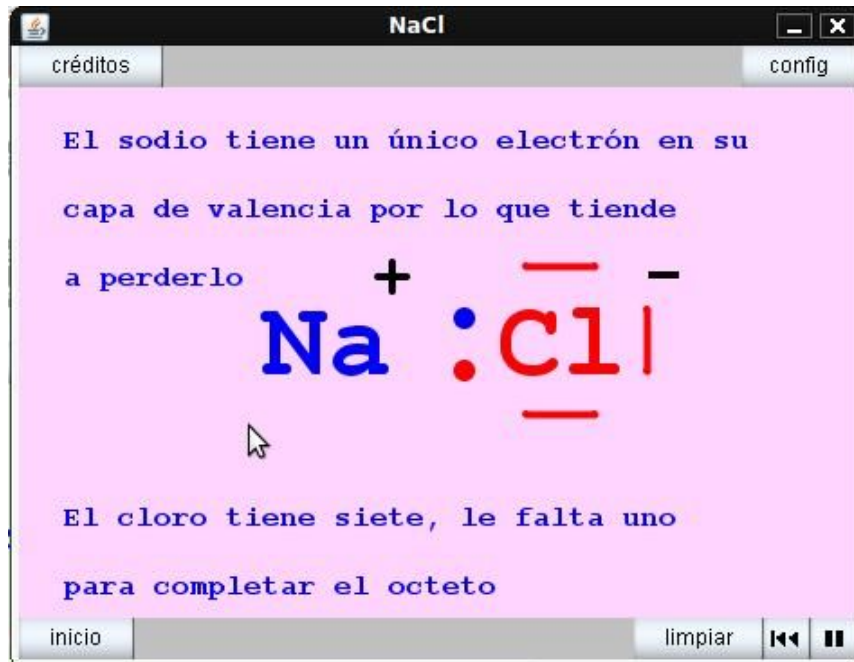 NaCl
créditos
config
El sodio tiene un único electrón en su
capa de valencia por lo que tiende
a perderlo
+ −
Na :Cl|
El cloro tiene siete, le falta uno
para completar el octeto
inicio
limpiar